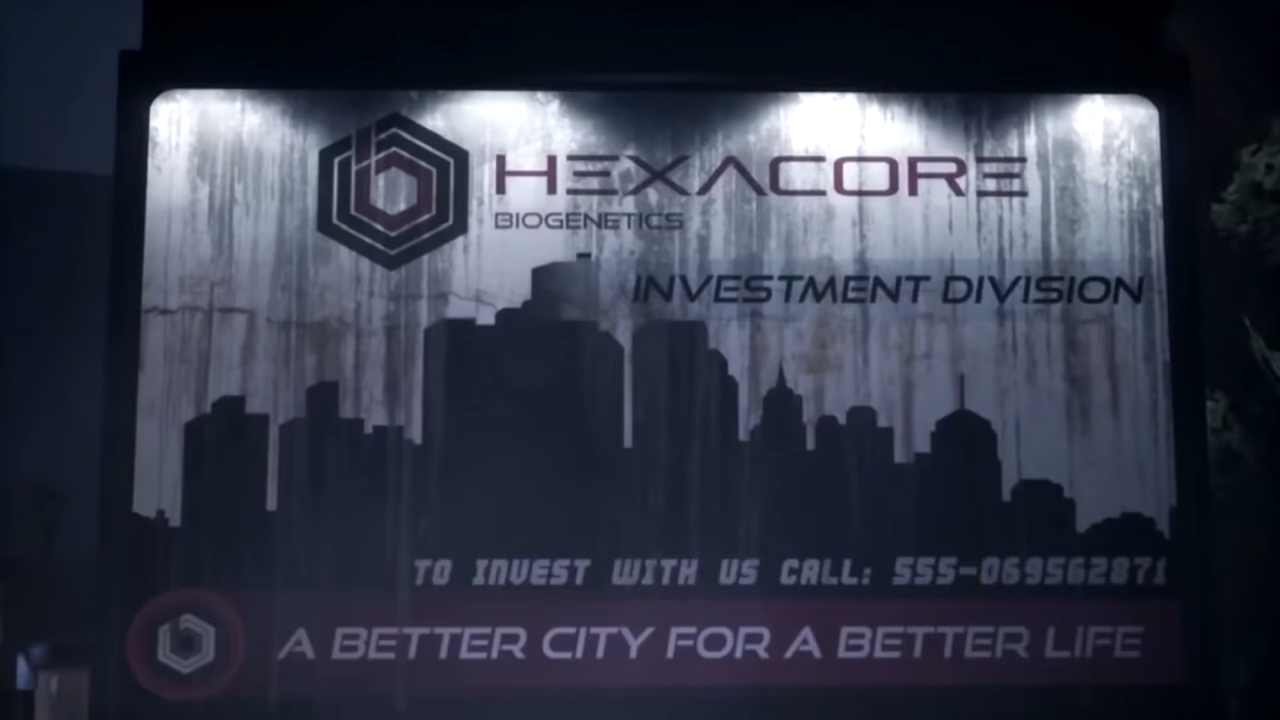 HEXACORE
BIOGENETICS
INVESTMENT DIVISION
TO INVEST WITH US CALL: 555-069562871
A BETTER CITY FOR A BETTER LIFE